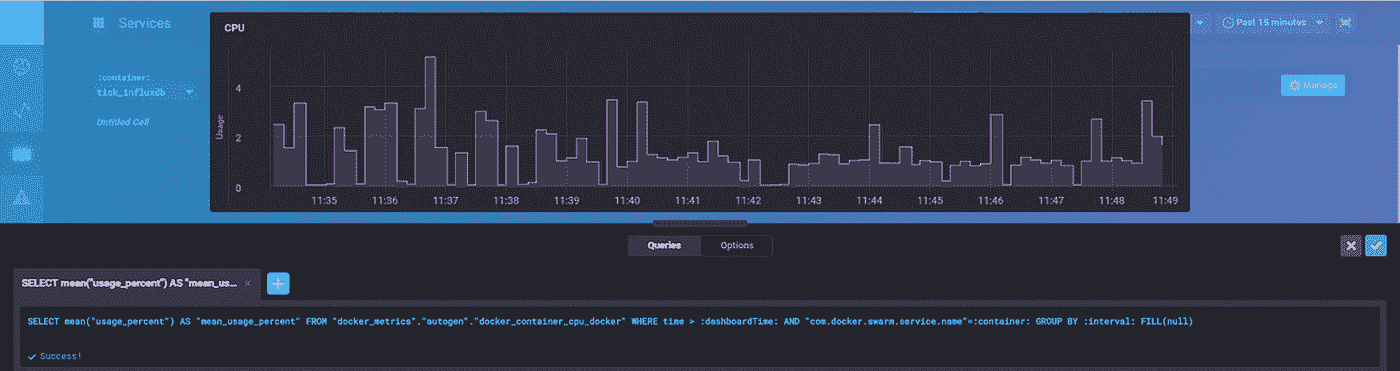 Services
Past 15 minutes
:container:
tick_influxdb
Manage
Untitled Cell
CPU
Usage
4
2
0
11:35 11:36 11:37 11:38 11:39 11:40 11:41 11:42 11:43 11:44 11:45 11:46 11:47 11:48 11:49
Queries Options
SELECT mean("usage_percent") AS "mean_us...
SELECT mean("usage_percent") AS "mean_usage_percent" FROM "docker_metrics"."autogen"."docker_container_cpu_docker" WHERE time > :dashboardTime: AND "com.docker.swarm.service.name"=:container: GROUP BY :interval: FILL(null)
Success!